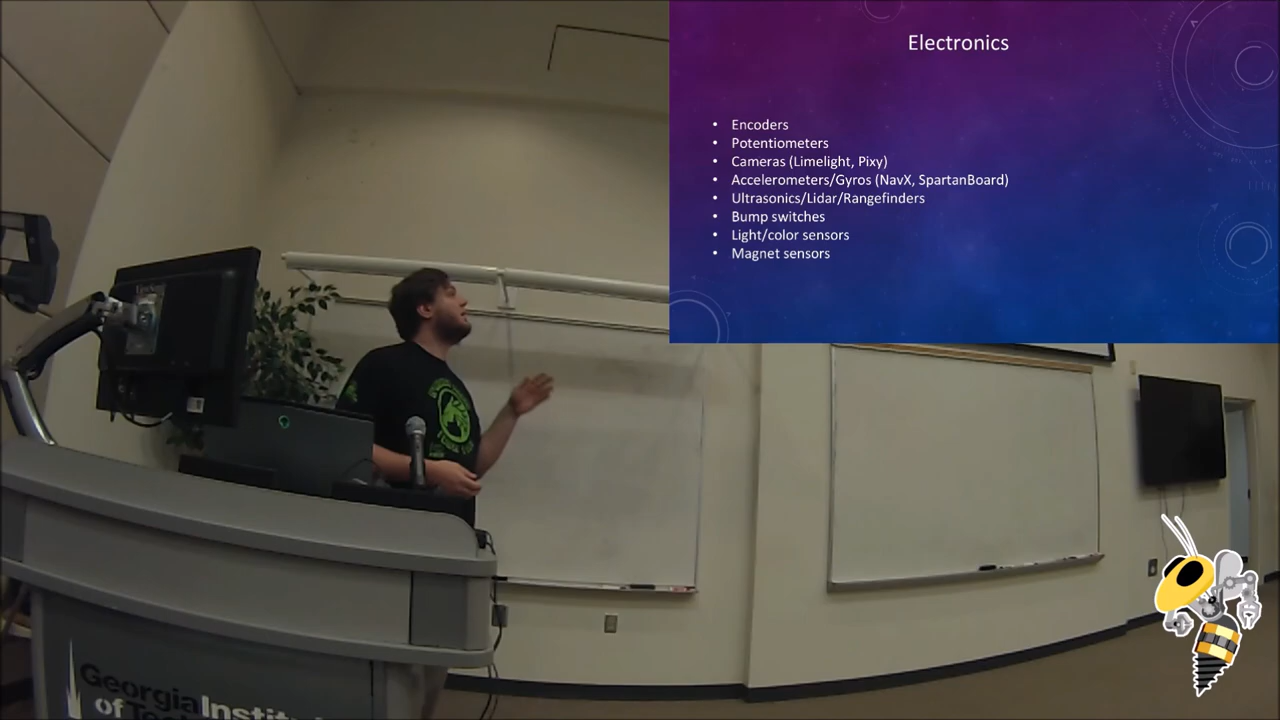 Electronics
• Encoders
• Potentiometers
• Cameras (Limelight, Pixy)
• Accelerometers/Gyros (NavX, SpartanBoard)
• Ultrasonics/Lidar/Rangefinders
• Bump switches
• Light/color sensors
• Magnet sensors
ViewSonic
Georgia Institu
of Tec